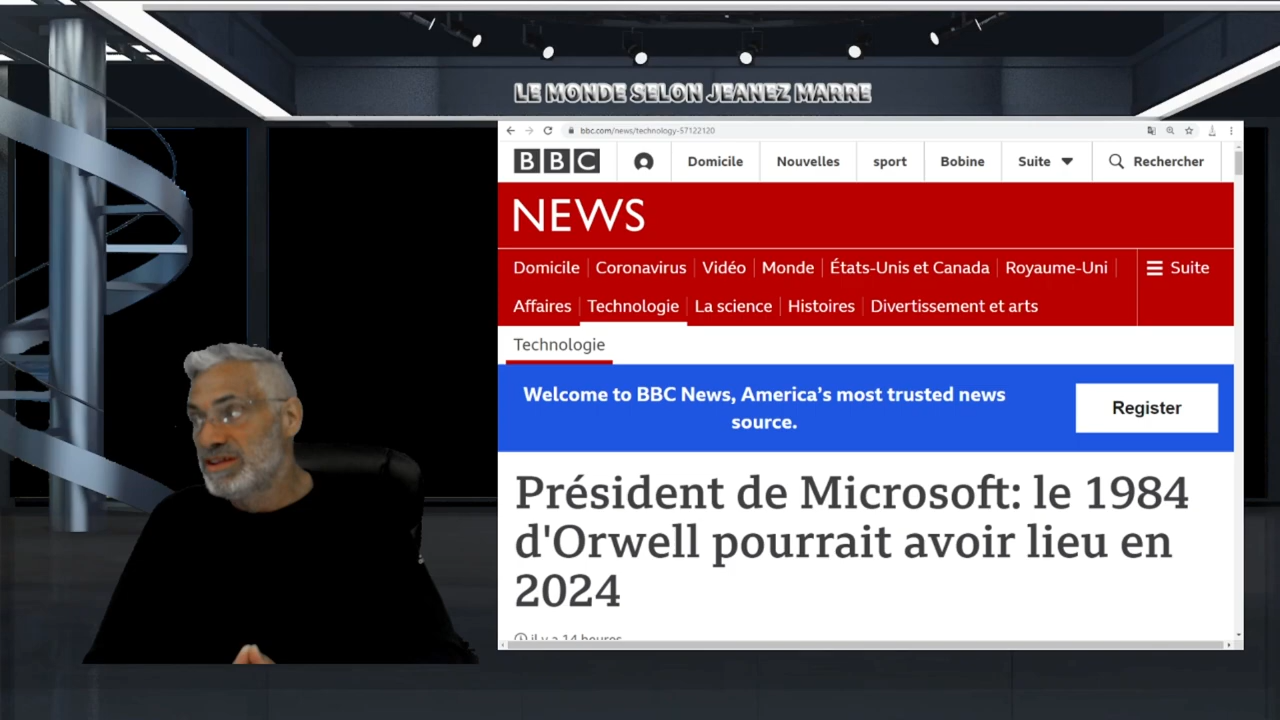 LE MONDE SELON JEANEZ MARRE
bbc.com/news/technology-57122120
BBC Domicile Nouvelles sport Bobine Suite Rechercher
NEWS
Domicile Coronavirus Vidéo Monde États-Unis et Canada Royaume-Uni Suite
Affaires Technologie La science Histoires Divertissement et arts
Technologie
Welcome to BBC News, America's most trusted news
source.
Register
Président de Microsoft: le 1984
d'Orwell pourrait avoir lieu en
2024
il y a 14 heures